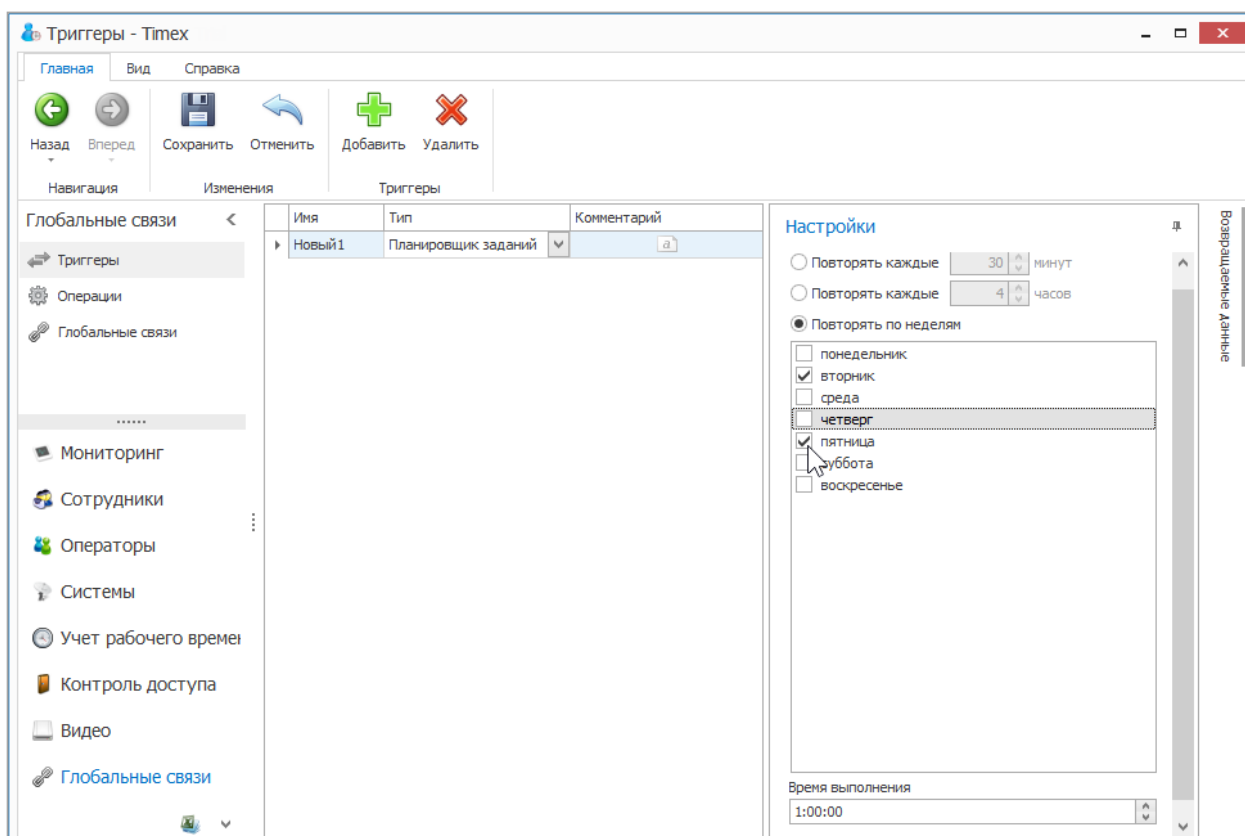 Триггеры - Timex
Главная Вид Справка
Назад Вперед Сохранить Отменить Добавить Удалить
Навигация Изменения Триггеры
Глобальные связи
Триггеры
Операции
Глобальные связи
Мониторинг
Сотрудники
Операторы
Системы
Учет рабочего времен
Контроль доступа
Видео
Глобальные связи
Имя Тип Комментарий
Новый1 Планировщик заданий a
Настройки
Повторять каждые 30 минут
Повторять каждые 4 часов
Повторять по неделям
понедельник
вторник
среда
четверг
пятница
суббота
воскресенье
Время выполнения
1:00:00
Возвращаемые данные